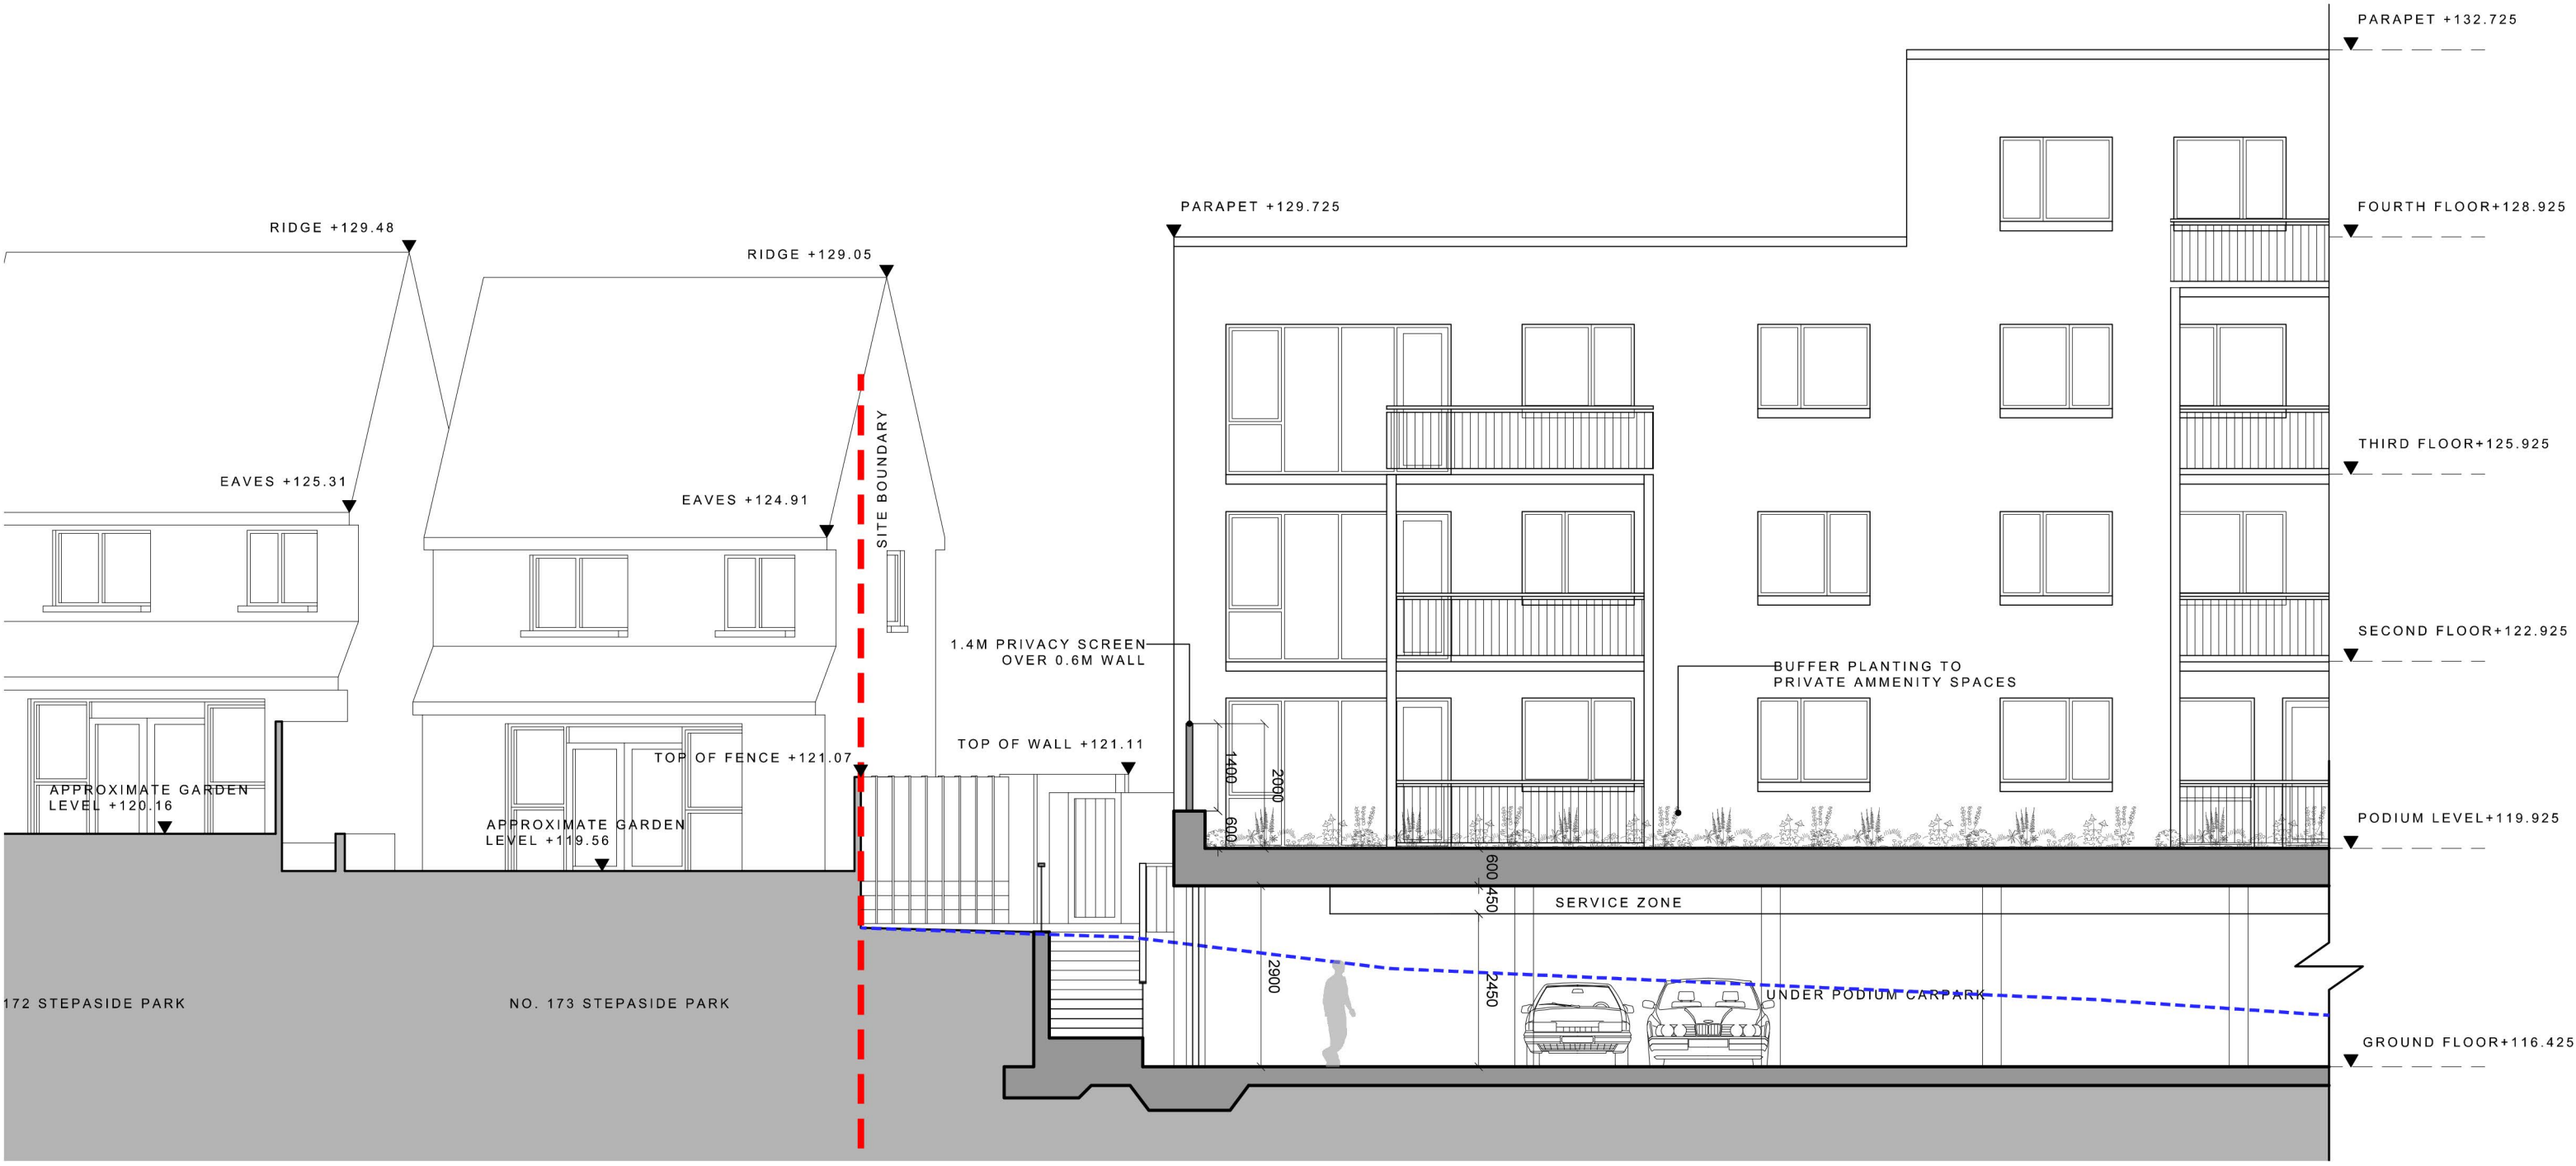 PARAPET +132.725
PARAPET +129.725
FOURTH FLOOR+128.925
RIDGE +129.48
RIDGE +129.05
SITE BOUNDARY
THIRD FLOOR+125.925
EAVES +125.31
EAVES +124.91
SECOND FLOOR+122.925
1.4M PRIVACY SCREEN
OVER 0.6M WALL
BUFFER PLANTING TO
PRIVATE AMMENITY SPACES
TOP OF WALL +121.11
TOP OF FENCE +121.07
1400
2000
600
APPROXIMATE GARDEN
LEVEL +120.16
APPROXIMATE GARDEN
LEVEL +119.56
PODIUM LEVEL+119.925
600
450
SERVICE ZONE
2900
2450
UNDER PODIUM CARPARK
172 STEPASIDE PARK
NO. 173 STEPASIDE PARK
GROUND FLOOR+116.425